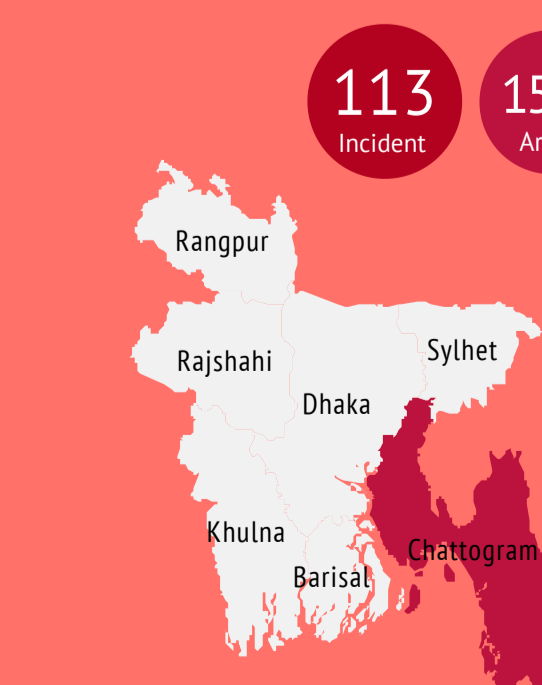 113
Incident
Rangpur
Sylhet
Rajshahi
Dhaka
Khulna
Chattogram
Barisal